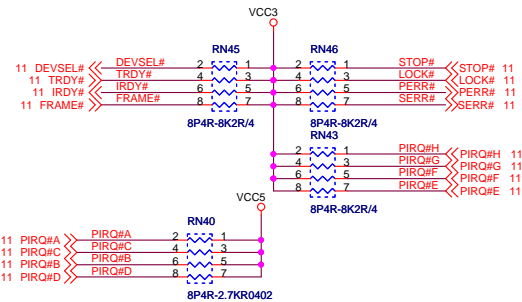 VCC3
RN45 RN46
11 DEVSEL# DEVSEL# 2 1 2 1 STOP# STOP# 11
11 TRDY# TRDY# 4 3 4 3 LOCK# LOCK# 11
11 IRDY# IRDY# 6 5 6 5 PERR# PERR# 11
11 FRAME# FRAME# 8 7 8 7 SERR# SERR# 11
8P4R-8K2R/4 8P4R-8K2R/4
RN43
2 1 PIRQ#H PIRQ#H 11
4 3 PIRQ#G PIRQ#G 11
6 5 PIRQ#F PIRQ#F 11
8 7 PIRQ#E PIRQ#E 11
8P4R-8K2R/4
VCC5
RN40
11 PIRQ#A PIRQ#A 2 1
11 PIRQ#C PIRQ#C 4 3
11 PIRQ#B PIRQ#B 6 5
11 PIRQ#D PIRQ#D 8 7
8P4R-2.7KR0402